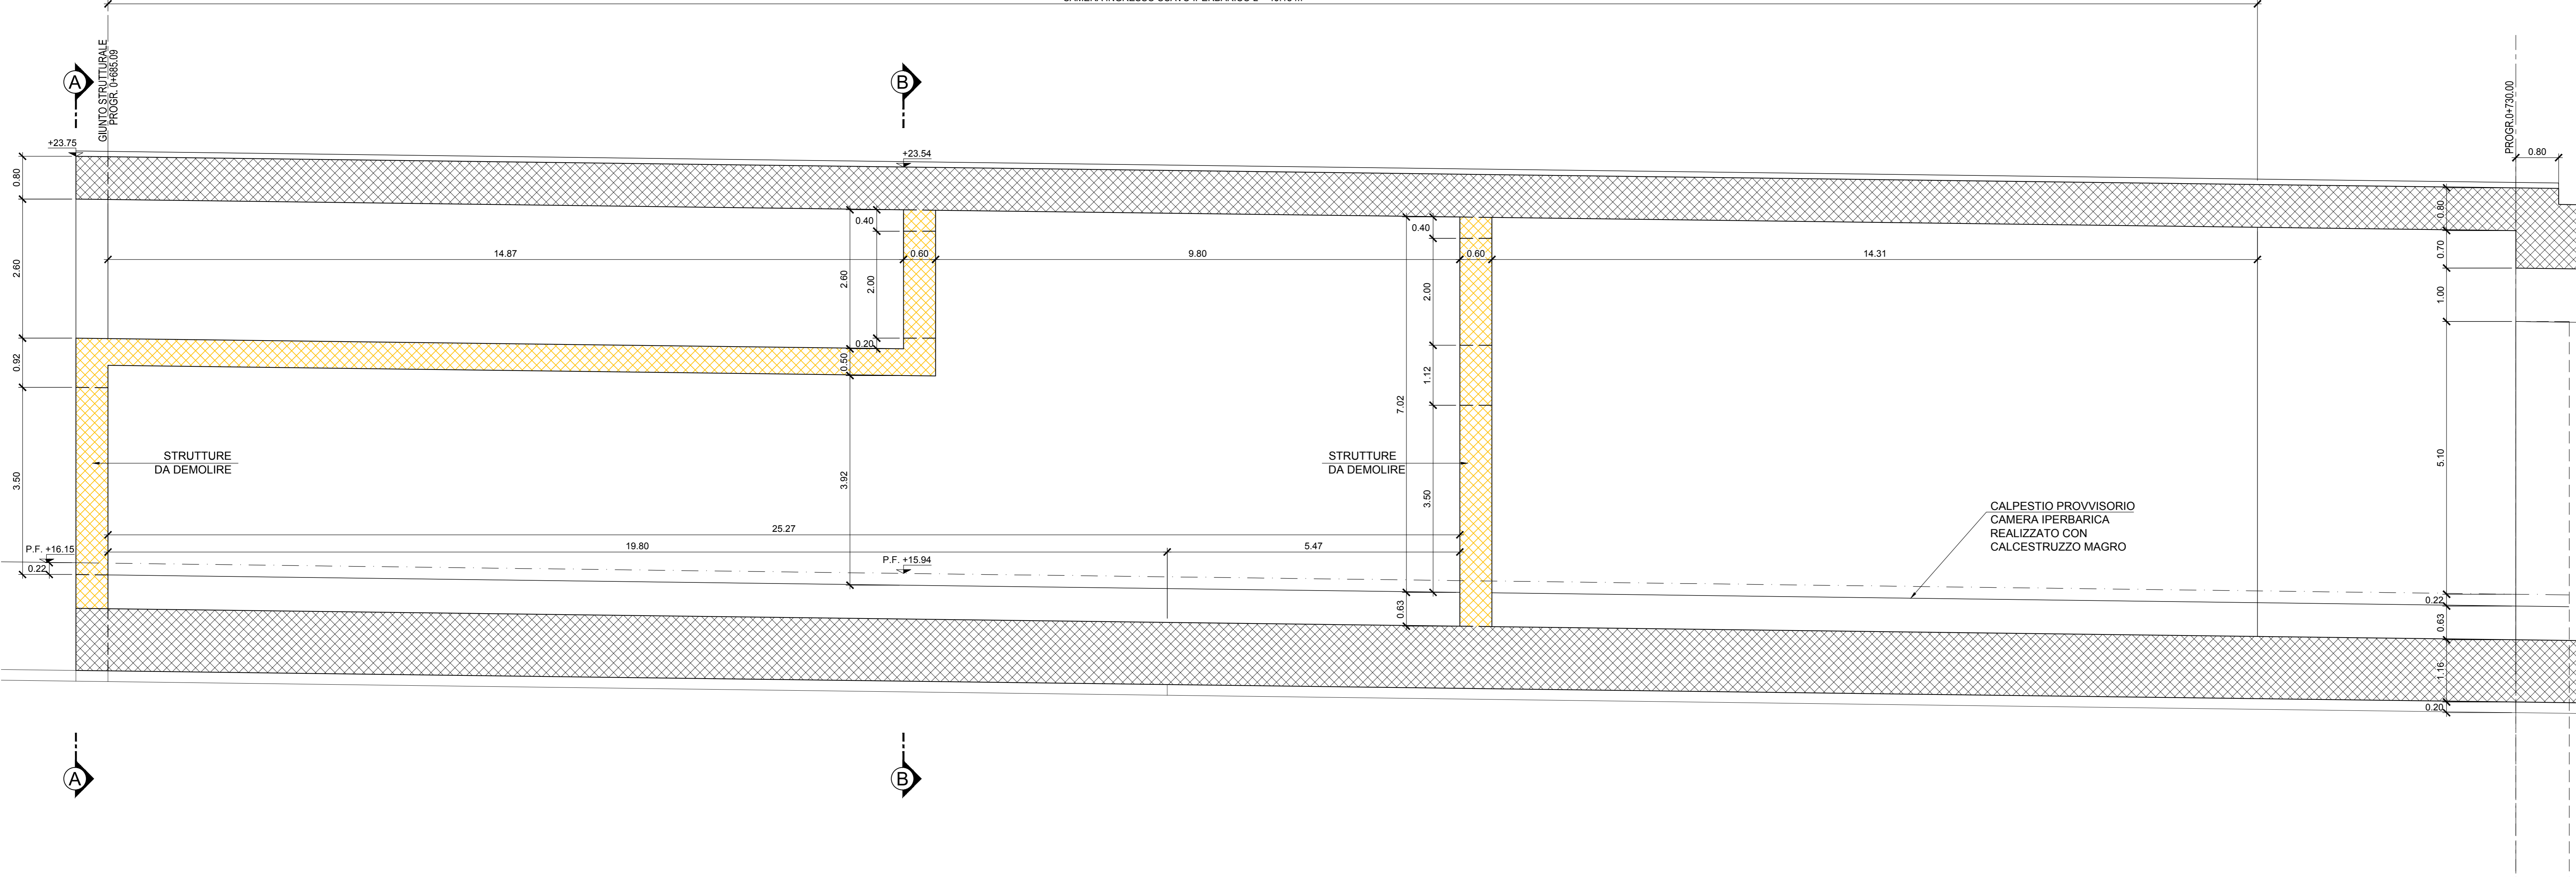 GIUNTO STRUTTURALE
PROGR. 0+685.09
A
B
PROGR.0+730.00
0.80
+23.75
+23.54
0.80
2.60
0.92
3.50
0.22
P.F. +16.15
14.87
0.60
9.80
0.60
14.31
0.40
2.60
2.00
0.20
0.50
3.92
0.40
2.00
1.12
7.02
3.50
0.63
0.80
0.70
1.00
5.10
0.22
0.63
1.16
0.20
STRUTTURE
DA DEMOLIRE
STRUTTURE
DA DEMOLIRE
25.27
19.80
5.47
P.F. +15.94
CALPESTIO PROVVISORIO
CAMERA IPERBARICA
REALIZZATO CON
CALCESTRUZZO MAGRO
A
B